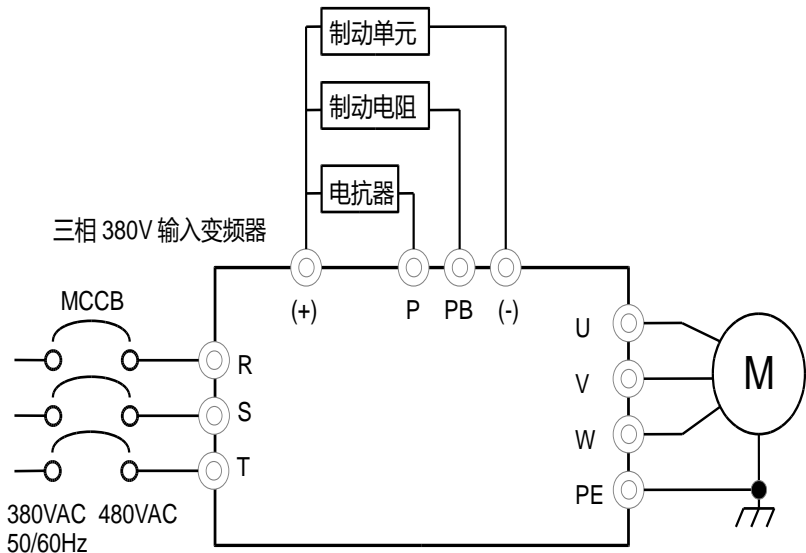 制动单元
制动电阻
电抗器
三相 380V 输入变频器
(+) P PB (-)
MCCB
R
S
T
U
V
W
PE
M
380VAC 480VAC
50/60Hz